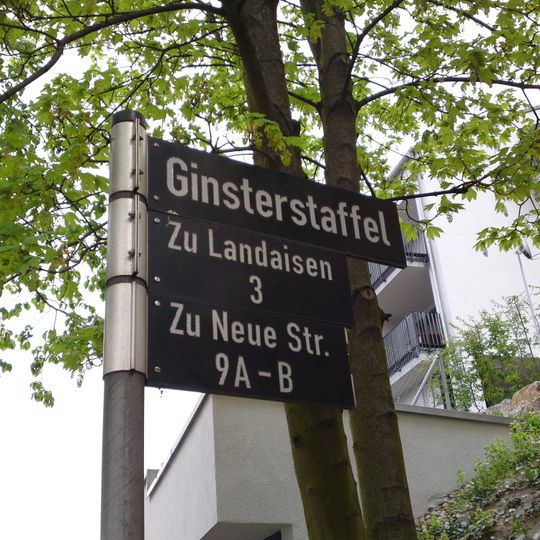 Ginsterstaffel
Zu Landaisen
3
Zu Neue Str.
9A – B